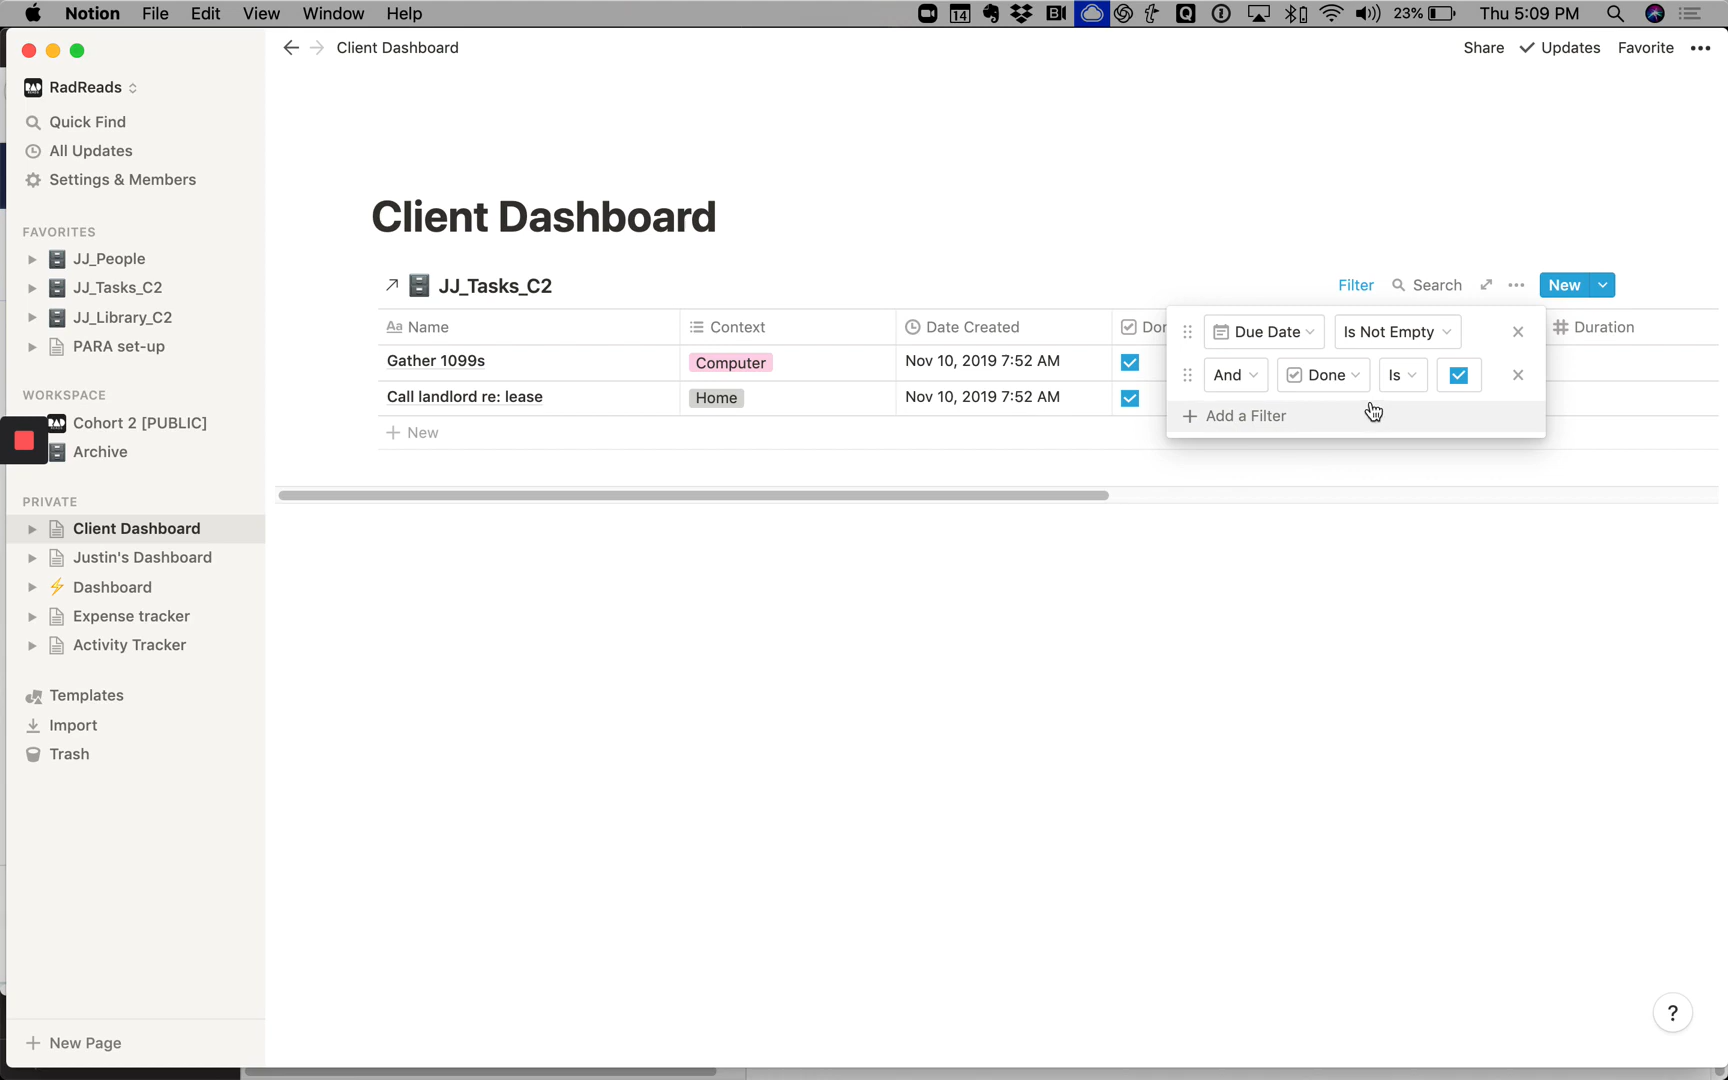 Notion File Edit View Window Help 14 23% Thu 5:09 PM
Client Dashboard Share Updates Favorite
RadReads
Quick Find
All Updates
Settings & Members
FAVORITES
JJ_People
JJ_Tasks_C2
JJ_Library_C2
PARA set-up
WORKSPACE
Cohort 2 [PUBLIC]
Archive
PRIVATE
Client Dashboard
Justin's Dashboard
Dashboard
Expense tracker
Activity Tracker
Templates
Import
Trash
New Page
Client Dashboard
JJ_Tasks_C2 Filter Search New
Aa Name Context Date Created Don Duration
Gather 1099s Computer Nov 10, 2019 7:52 AM
Call landlord re: lease Home Nov 10, 2019 7:52 AM
New
Due Date Is Not Empty
And Done Is
Add a Filter
?